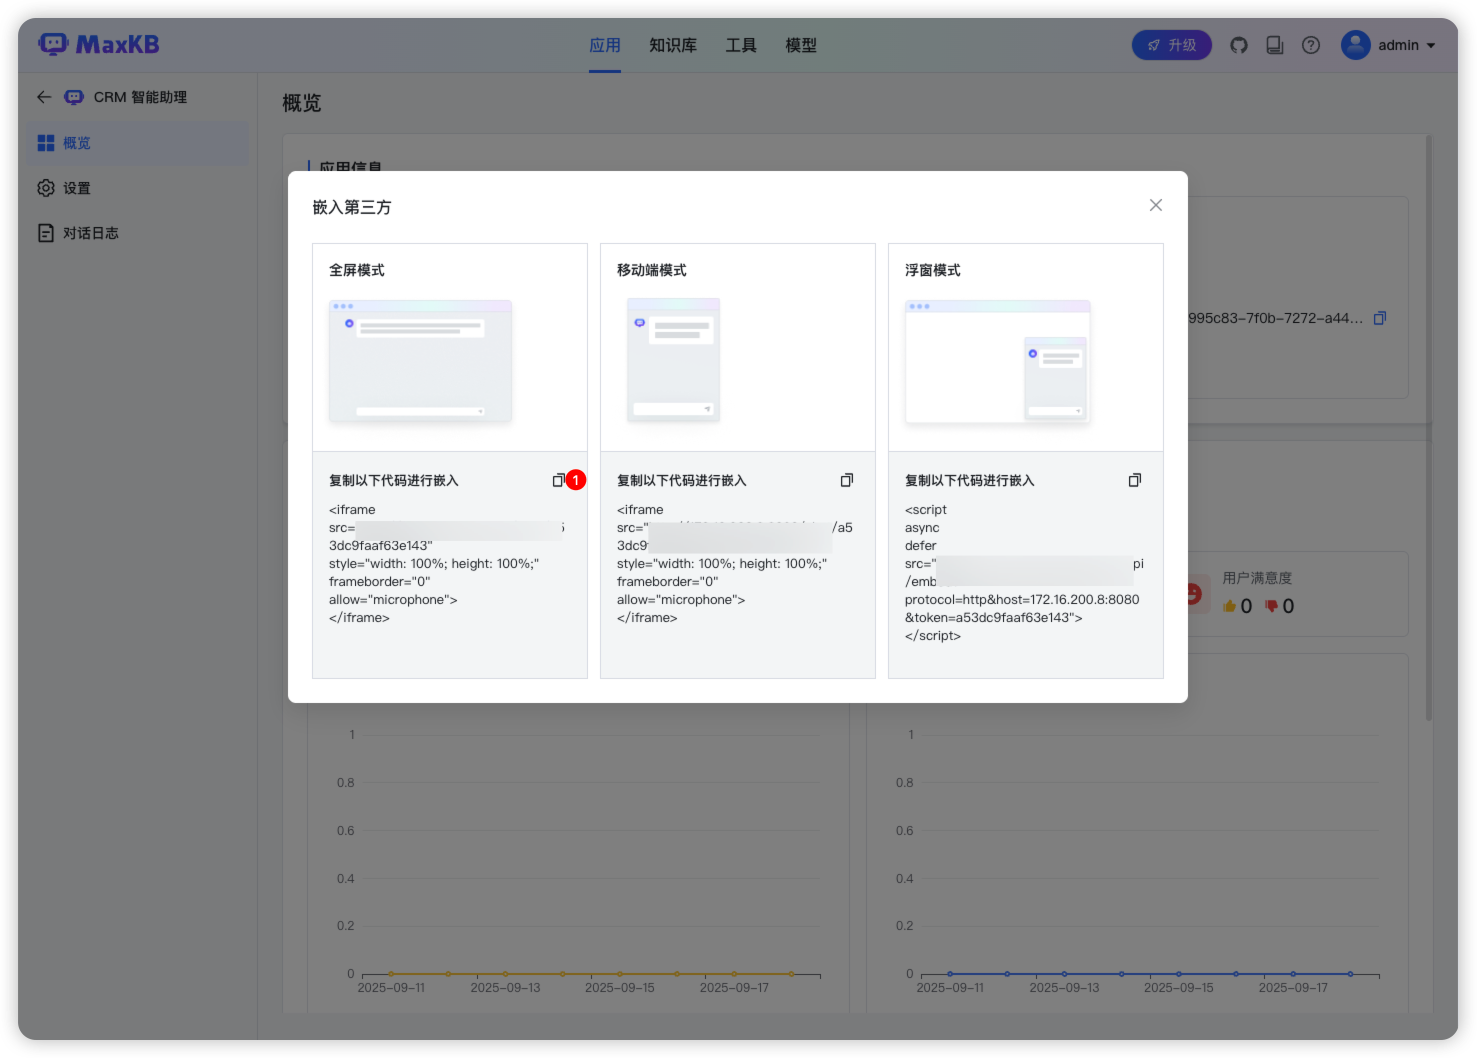 MaxKB
应用
知识库
工具
模型
升级
admin
CRM 智能助理
概览
设置
对话日志
概览
应用信息
嵌入第三方
全屏模式
复制以下代码进行嵌入
1
<iframe
src=
3dc9faaf63e143"
style="width: 100%; height: 100%;"
frameborder="0"
allow="microphone">
</iframe>
移动端模式
复制以下代码进行嵌入
<iframe
src="/a5
3dc9
style="width: 100%; height: 100%;"
frameborder="0"
allow="microphone">
</iframe>
浮窗模式
复制以下代码进行嵌入
<script
async
defer
src="pi
/emb
protocol=http&host=172.16.200.8:8080
&token=a53dc9faaf63e143">
</script>
995c83-7f0b-7272-a44...
用户满意度
0 0
1
0.8
0.6
0.4
0.2
0
2025-09-11 2025-09-13 2025-09-15 2025-09-17
1
0.8
0.6
0.4
0.2
0
2025-09-11 2025-09-13 2025-09-15 2025-09-17